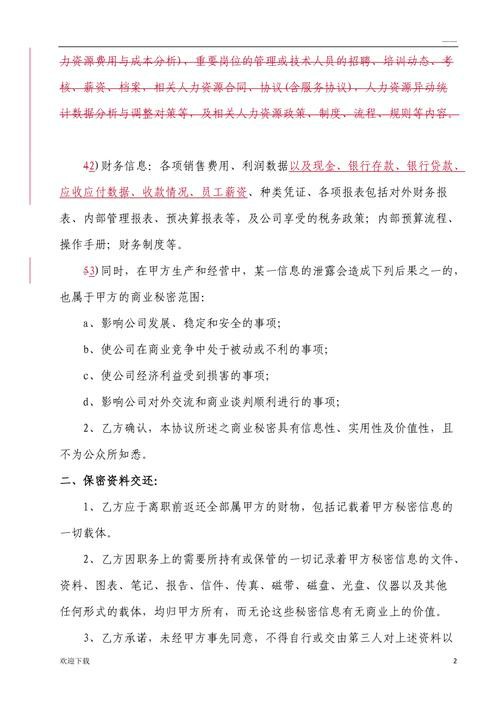 力资源费用与成本分析)，重要岗位的管理或技术人员的招聘、培训动态、考
核、薪资、档案，相关人力资源合同、协议(含服务协议)，人力资源异动统
计数据分析与调整对策等，及相关人力资源政策、制度、流程、规则等内容。
42)财务信息：各项销售费用、利润数据以及现金、银行存款、银行贷款、
应收应付数据、收款情况、员工薪资、种类凭证、各项报表包括对外财务报
表、内部管理报表、预决算报表等，及公司享受的税务政策；内部预算流程、
操作手册；财务制度等。
53)同时，在甲方生产和经营中，某一信息的泄露会造成下列后果之一的，
也属于甲方的商业秘密范围：
a、影响公司发展、稳定和安全的事项；
b、使公司在商业竞争中处于被动或不利的事项；
c、使公司经济利益受到损害的事项；
d、影响公司对外交流和商业谈判顺利进行的事项；
2、乙方确认，本协议所述之商业秘密具有信息性、实用性及价值性，且
不为公众所知悉。
二、保密资料交还：
1、乙方应于离职前返还全部属甲方的财物，包括记载着甲方秘密信息的
一切载体。
2、乙方因职务上的需要所持有或保管的一切记录着甲方秘密信息的文件、
资料、图表、笔记、报告、信件、传真、磁带、磁盘、光盘、仪器以及其他
任何形式的载体，均归甲方所有，而无论这些秘密信息有无商业上的价值。
3、乙方承诺，未经甲方事先同意，不得自行或交由第三人对上述资料以
欢迎下载
2